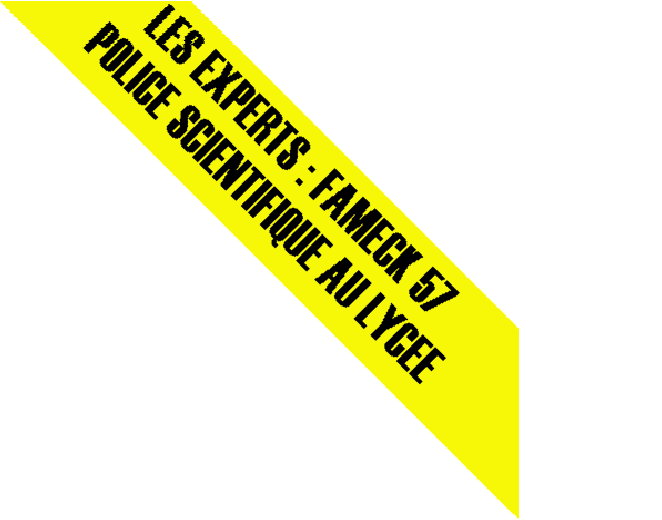 LES EXPERTS : FAMECK 57
POLICE SCIENTIFIQUE AU LYCEE